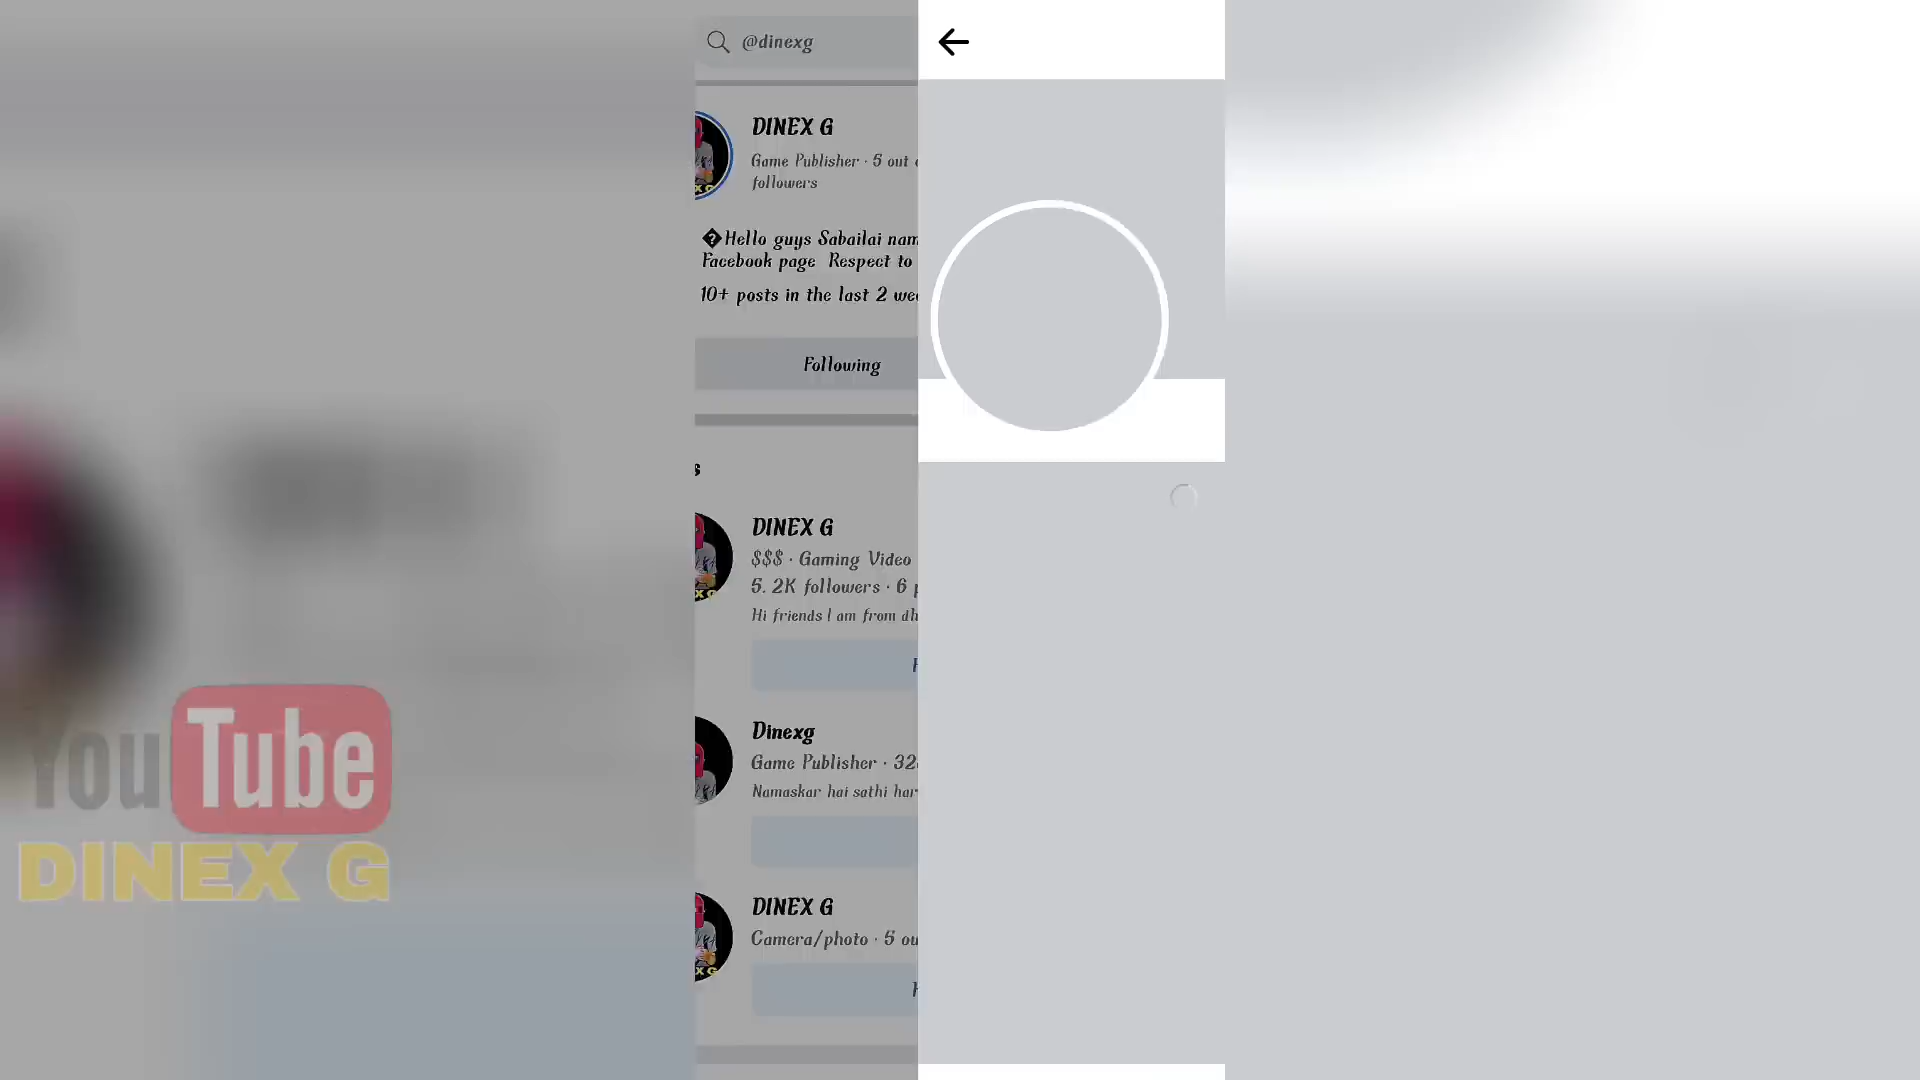 @dinexg
DINEX G
Game Publisher · 5 out
followers
Hello guys Sabailai nam
Facebook page Respect to
10+ posts in the last 2 wee
Following
s
DINEX G
$$$ · Gaming Video
5.2K followers · 6 p
Hi friends I am from dh
Dinexg
Game Publisher · 32
Namaskar hai sathi har
DINEX G
Camera/photo · 5 ou
YouTube
DINEX G